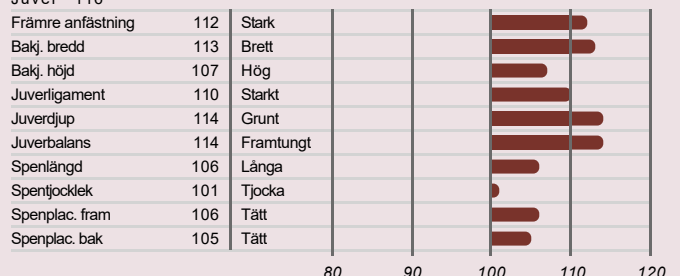 Främre anfästning 112 Stark
Bakj. bredd 113 Brett
Bakj. höjd 107 Hög
Juverligament 110 Starkt
Juverdjup 114 Grunt
Juverbalans 114 Framtungt
Spenlängd 106 Långa
Spentjocklek 101 Tjocka
Spenplac. fram 106 Tätt
Spenplac. bak 105 Tätt
80 90 100 110 120